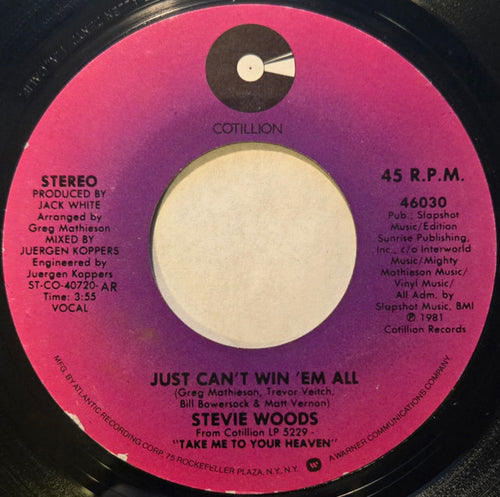 COTILLION
STEREO
PRODUCED BY
JACK WHITE
Arranged by
Greg Mathieson
MIXED BY
JUERGEN KOPPERS
Engineered by
Juergen Koppers
ST-CO-40720-AR
Time: 3:55
VOCAL
45 R.P.M.
46030
Pub.: Slapshot
Music/Edition
Sunrise Publishing,
Inc., c/o Interworld
Music/Mighty
Mathieson Music/
Vinyl Music/
All Adm. by
Slapshot Music, BMI
℗ 1981
Cotillion Records
JUST CAN'T WIN 'EM ALL
(Greg Mathieson, Trevor Veitch,
Bill Bowersock & Matt Vernon)
STEVIE WOODS
From Cotillion LP 5229 -
"TAKE ME TO YOUR HEAVEN"
MFG. BY ATLANTIC RECORDING CORP. 75 ROCKEFELLER PLAZA, N.Y., N.Y. A WARNER COMMUNICATIONS COMPANY